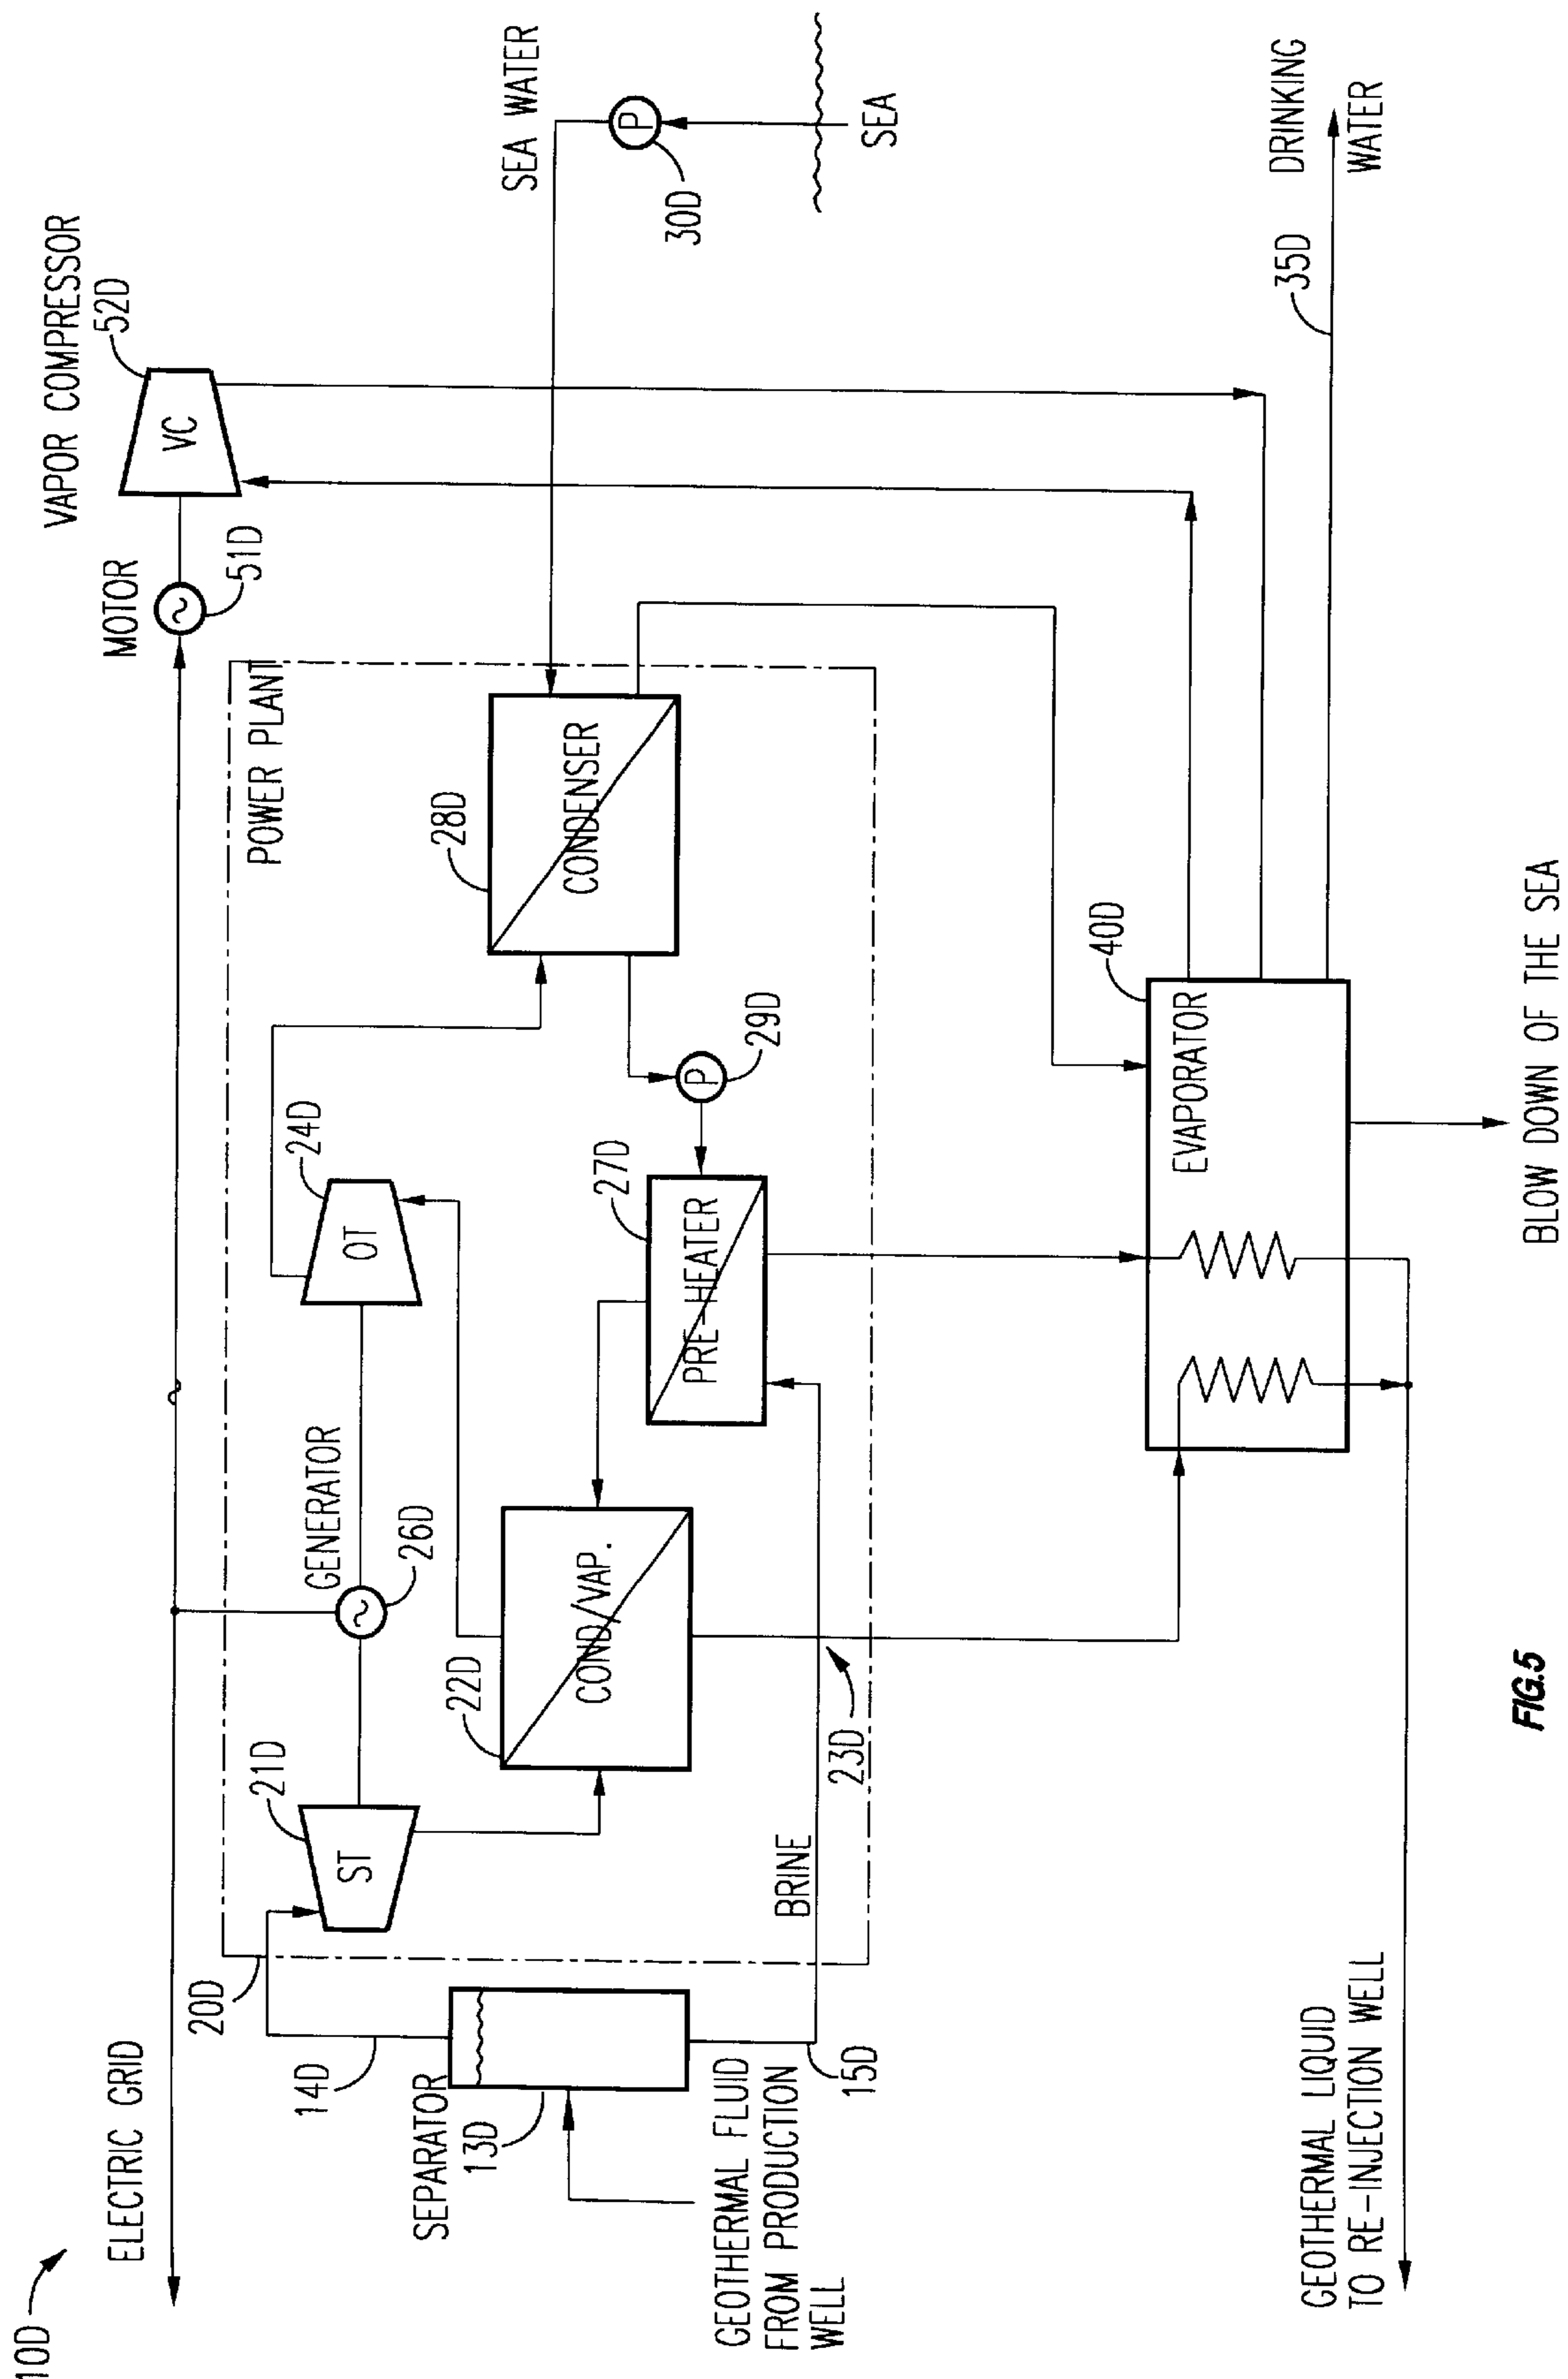 10D
ELECTRIC GRID
VAPOR COMPRESSOR
52D
VC
MOTOR
51D
POWER PLANT
SEA WATER
P
30D
SEA
28D
CONDENSER
24D
OT
GENERATOR
26D
21D
ST
20D
14D
SEPARATOR
13D
22D
COND/VAP.
27D
PRE-HEATER
P
29D
BRINE
23D
15D
GEOTHERMAL FLUID
FROM PRODUCTION
WELL
40D
EVAPORATOR
35D
DRINKING
WATER
GEOTHERMAL LIQUID
TO RE-INJECTION WELL
BLOW DOWN OF THE SEA
FIG.5